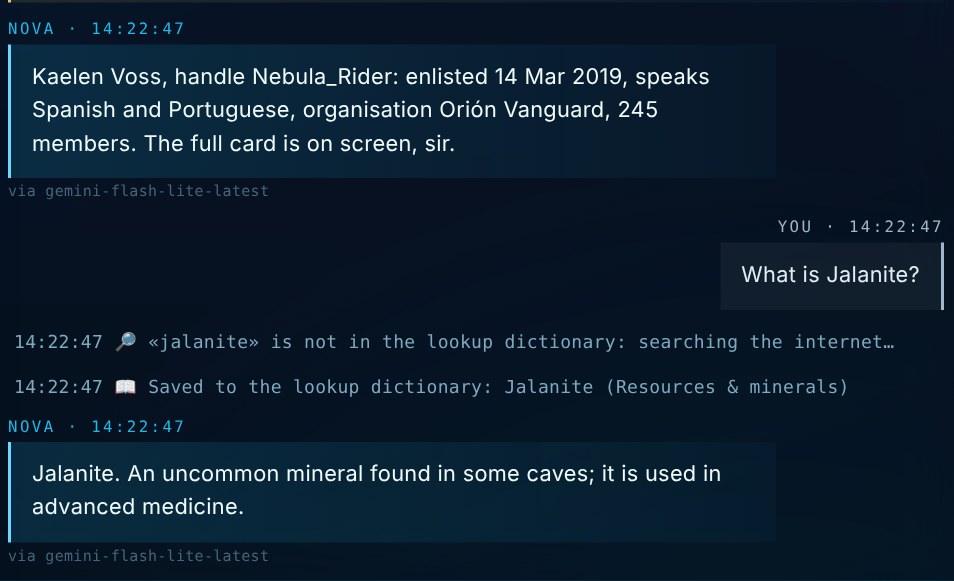 NOVA · 14:22:47
Kaelen Voss, handle Nebula_Rider: enlisted 14 Mar 2019, speaks
Spanish and Portuguese, organisation Orión Vanguard, 245
members. The full card is on screen, sir.
via gemini-flash-lite-latest
YOU · 14:22:47
What is Jalanite?
14:22:47 🔎 «jalanite» is not in the lookup dictionary: searching the internet…
14:22:47 📖 Saved to the lookup dictionary: Jalanite (Resources & minerals)
NOVA · 14:22:47
Jalanite. An uncommon mineral found in some caves; it is used in
advanced medicine.
via gemini-flash-lite-latest